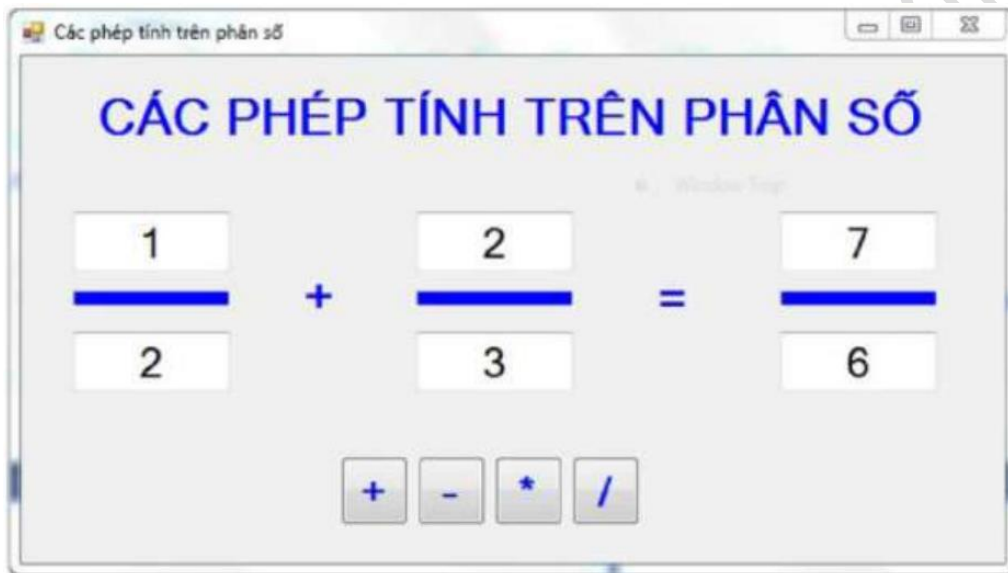 Các phép tính trên phân số
CÁC PHÉP TÍNH TRÊN PHÂN SỐ
1 2 7
+ =
2 3 6
+ - * /